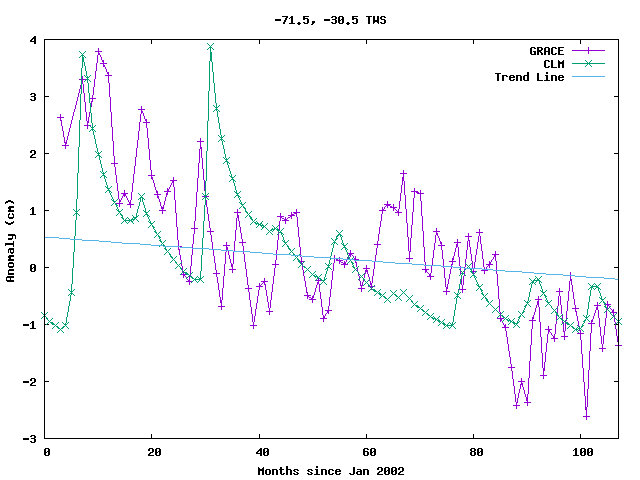 -71.5, -30.5 TWS
GRACE
CLM
Trend Line
4
3
2
1
0
-1
-2
-3
Anomaly (cm)
0 20 40 60 80 100
Months since Jan 2002